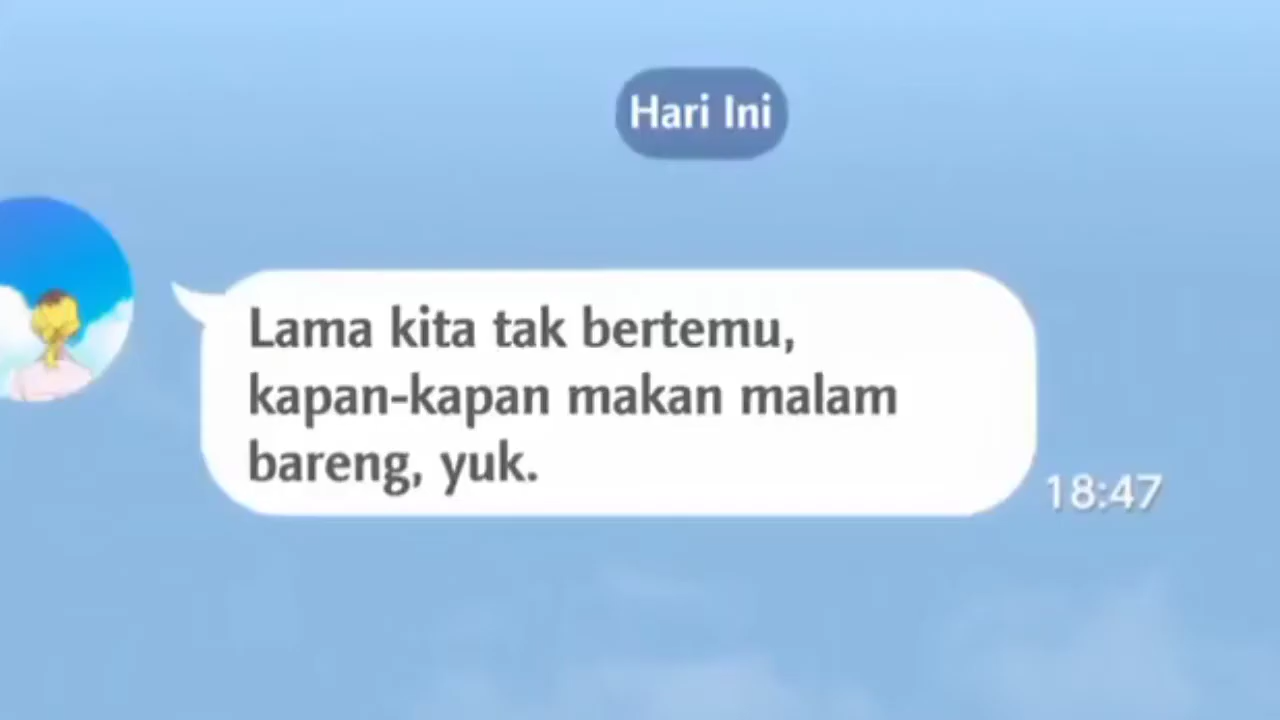 Hari Ini
Lama kita tak bertemu,
kapan-kapan makan malam
bareng, yuk.
18:47